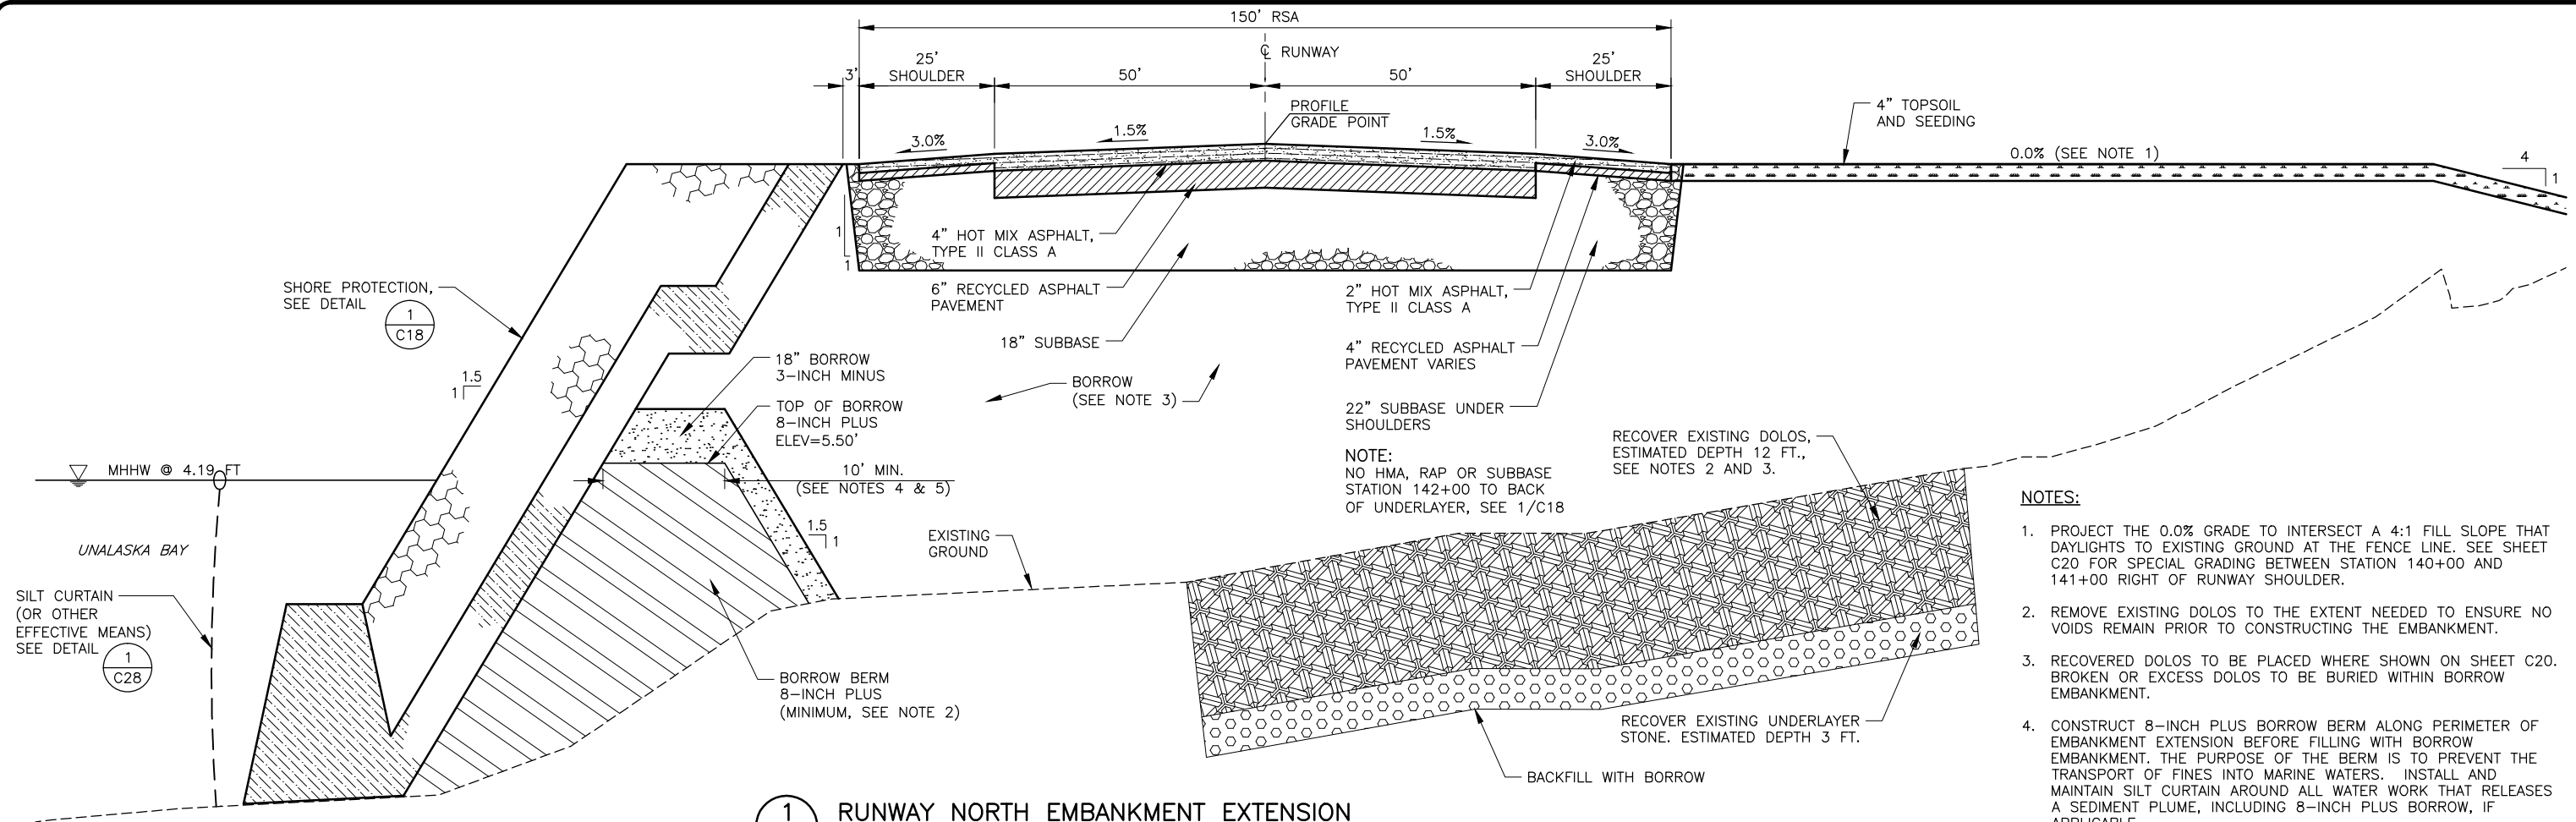 150' RSA
℄ RUNWAY
3'
25'
SHOULDER
50'
50'
25'
SHOULDER
PROFILE
GRADE POINT
3.0%
1.5%
1.5%
3.0%
4" TOPSOIL
AND SEEDING
0.0% (SEE NOTE 1)
4
1
1
1
4" HOT MIX ASPHALT,
TYPE II CLASS A
6" RECYCLED ASPHALT
PAVEMENT
18" SUBBASE
2" HOT MIX ASPHALT,
TYPE II CLASS A
4" RECYCLED ASPHALT
PAVEMENT VARIES
22" SUBBASE UNDER
SHOULDERS
NOTE:
NO HMA, RAP OR SUBBASE
STATION 142+00 TO BACK
OF UNDERLAYER, SEE 1/C18
SHORE PROTECTION,
SEE DETAIL
1
C18
1.5
1
18" BORROW
3-INCH MINUS
TOP OF BORROW
8-INCH PLUS
ELEV=5.50'
BORROW
(SEE NOTE 3)
MHHW @ 4.19 FT
10' MIN.
(SEE NOTES 4 & 5)
1.5
1
UNALASKA BAY
EXISTING
GROUND
SILT CURTAIN
(OR OTHER
EFFECTIVE MEANS)
SEE DETAIL
1
C28
BORROW BERM
8-INCH PLUS
(MINIMUM, SEE NOTE 2)
RECOVER EXISTING DOLOS,
ESTIMATED DEPTH 12 FT.,
SEE NOTES 2 AND 3.
RECOVER EXISTING UNDERLAYER
STONE. ESTIMATED DEPTH 3 FT.
BACKFILL WITH BORROW
1
RUNWAY NORTH EMBANKMENT EXTENSION
NOTES:
1. PROJECT THE 0.0% GRADE TO INTERSECT A 4:1 FILL SLOPE THAT
DAYLIGHTS TO EXISTING GROUND AT THE FENCE LINE. SEE SHEET
C20 FOR SPECIAL GRADING BETWEEN STATION 140+00 AND
141+00 RIGHT OF RUNWAY SHOULDER.
2. REMOVE EXISTING DOLOS TO THE EXTENT NEEDED TO ENSURE NO
VOIDS REMAIN PRIOR TO CONSTRUCTING THE EMBANKMENT.
3. RECOVERED DOLOS TO BE PLACED WHERE SHOWN ON SHEET C20.
BROKEN OR EXCESS DOLOS TO BE BURIED WITHIN BORROW
EMBANKMENT.
4. CONSTRUCT 8-INCH PLUS BORROW BERM ALONG PERIMETER OF
EMBANKMENT EXTENSION BEFORE FILLING WITH BORROW
EMBANKMENT. THE PURPOSE OF THE BERM IS TO PREVENT THE
TRANSPORT OF FINES INTO MARINE WATERS. INSTALL AND
MAINTAIN SILT CURTAIN AROUND ALL WATER WORK THAT RELEASES
A SEDIMENT PLUME, INCLUDING 8-INCH PLUS BORROW, IF